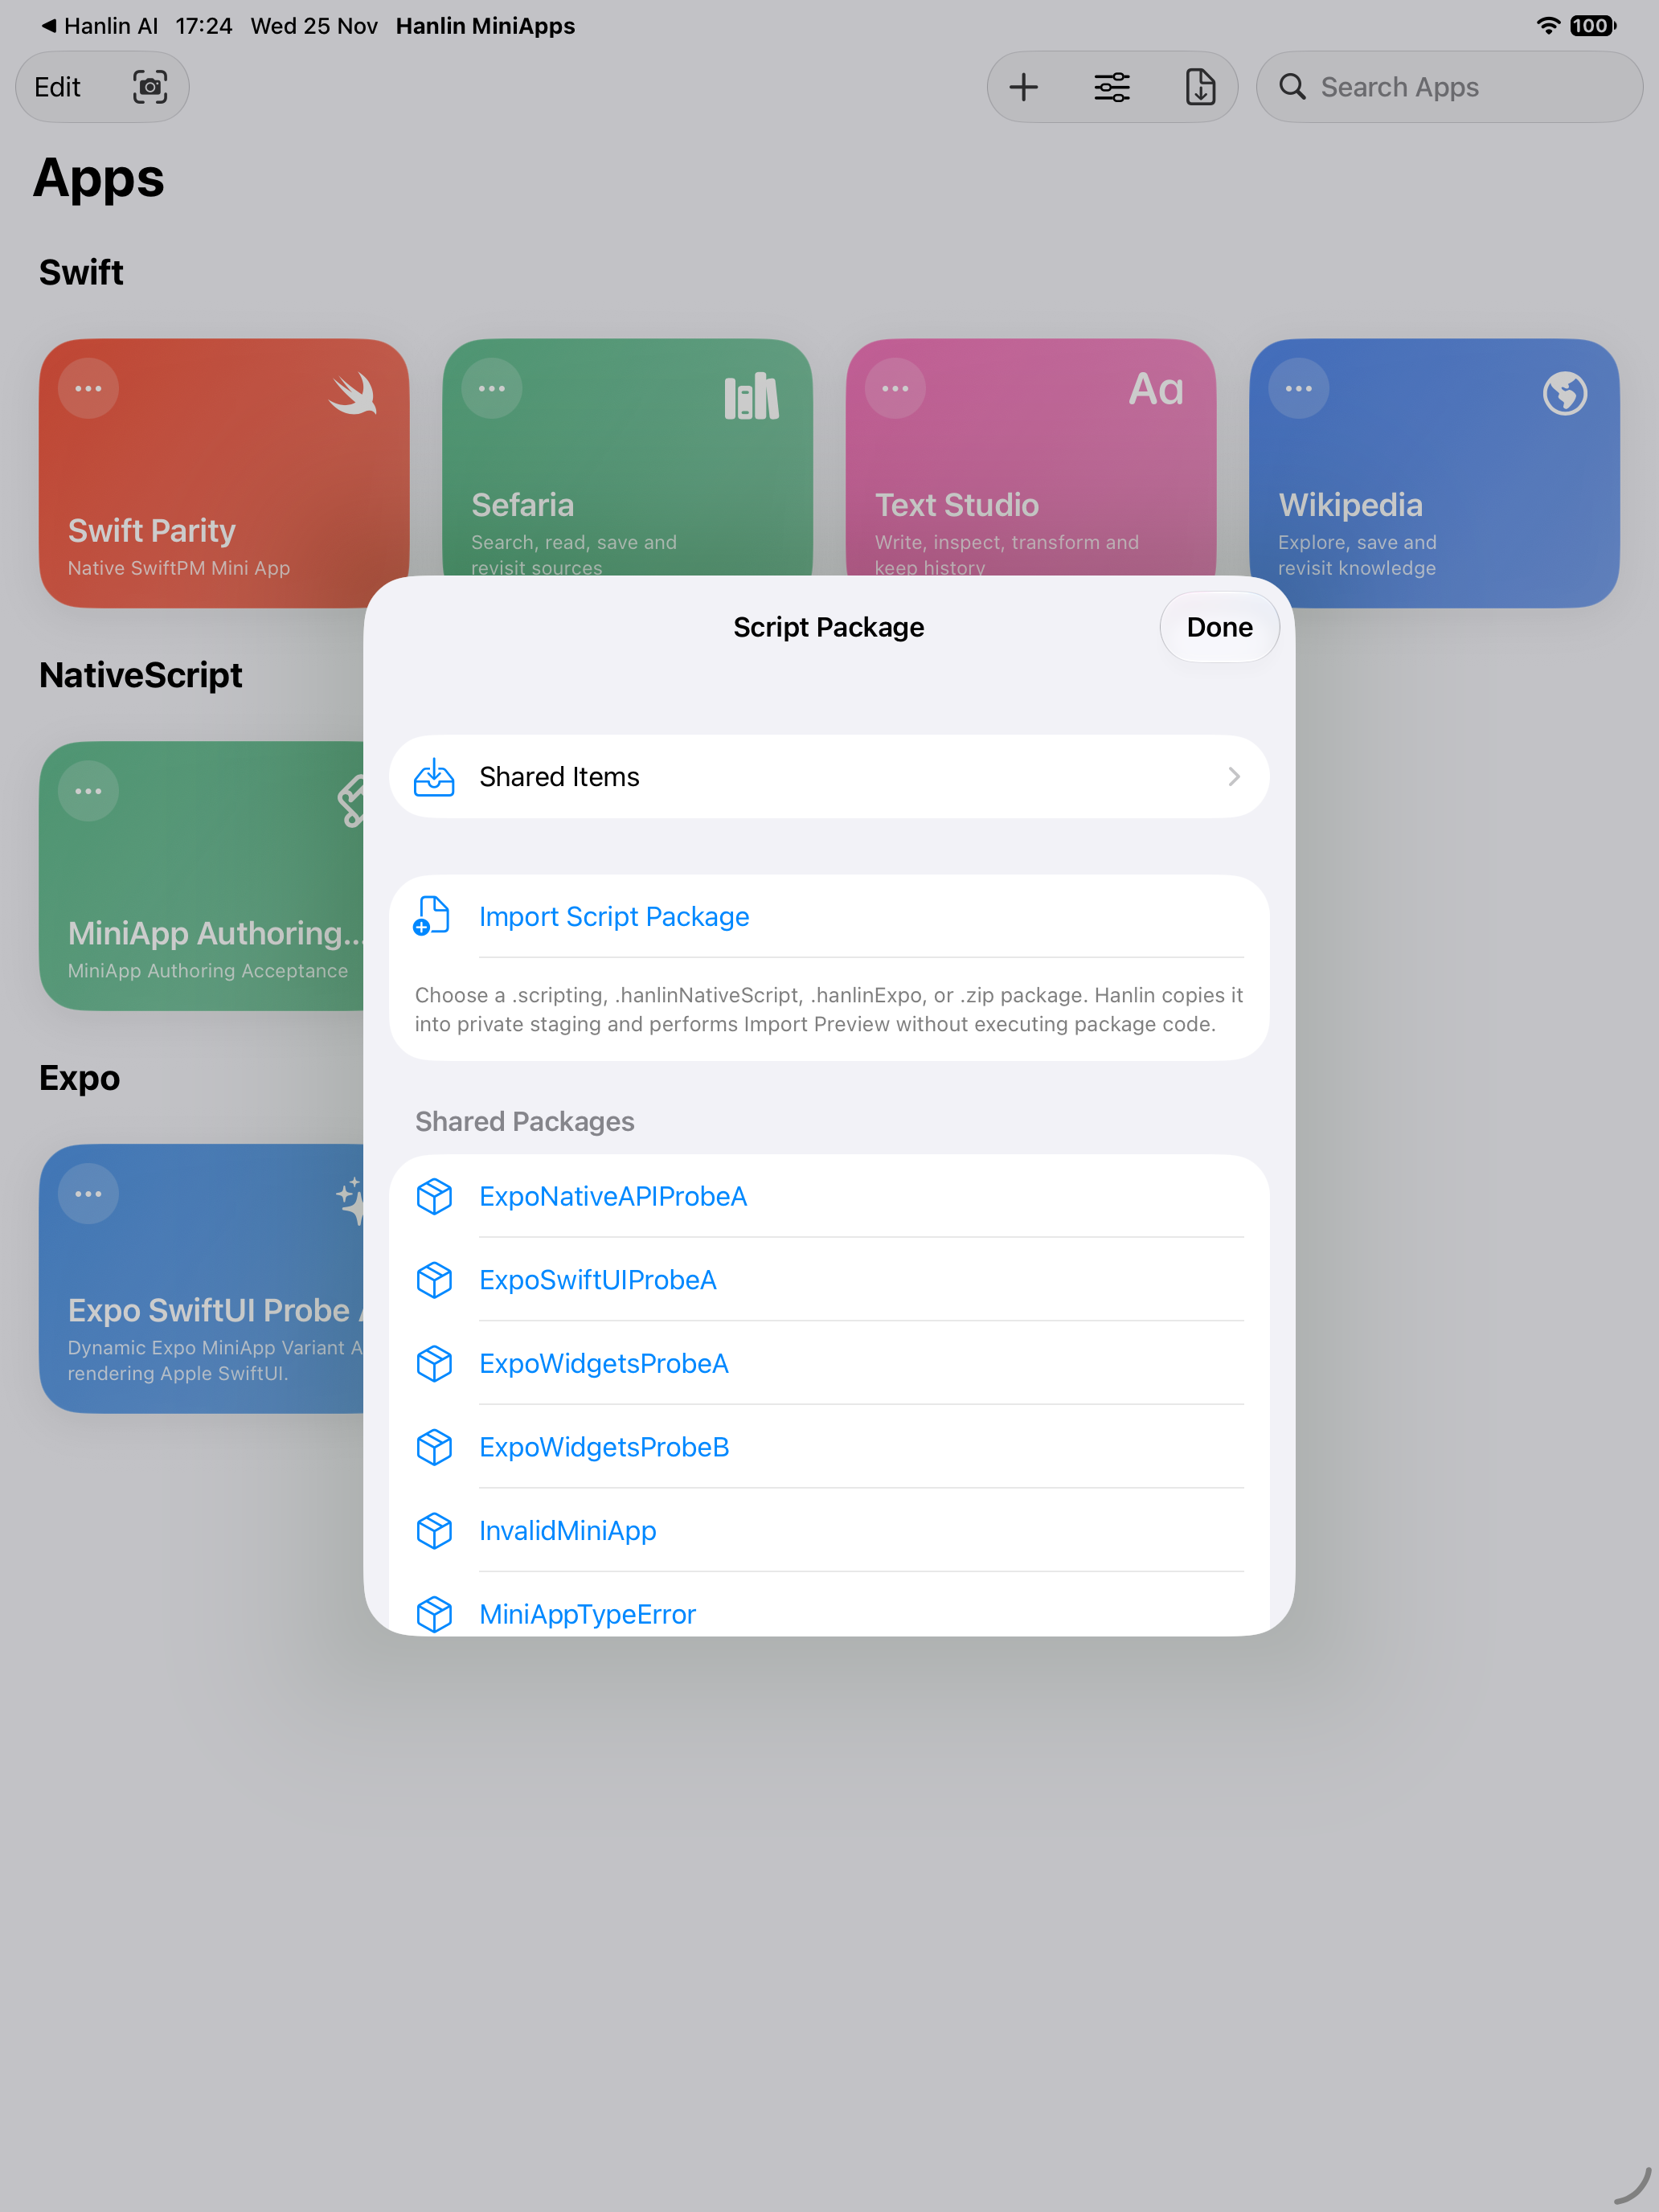 Hanlin AI 17:24 Wed 25 Nov Hanlin MiniApps 100
Edit
Search Apps
Apps
Swift
Aa
Swift Parity
Native SwiftPM Mini App
Sefaria
Search, read, save and
revisit sources
Text Studio
Write, inspect, transform and
keep history
Wikipedia
Explore, save and
revisit knowledge
NativeScript
MiniApp Authoring...
MiniApp Authoring Acceptance
Expo
Expo SwiftUI Probe
Dynamic Expo MiniApp Variant A
rendering Apple SwiftUI.
Script Package
Done
Shared Items
Import Script Package
Choose a .scripting, .hanlinNativeScript, .hanlinExpo, or .zip package. Hanlin copies it
into private staging and performs Import Preview without executing package code.
Shared Packages
ExpoNativeAPIProbeA
ExpoSwiftUIProbeA
ExpoWidgetsProbeA
ExpoWidgetsProbeB
InvalidMiniApp
MiniAppTypeError